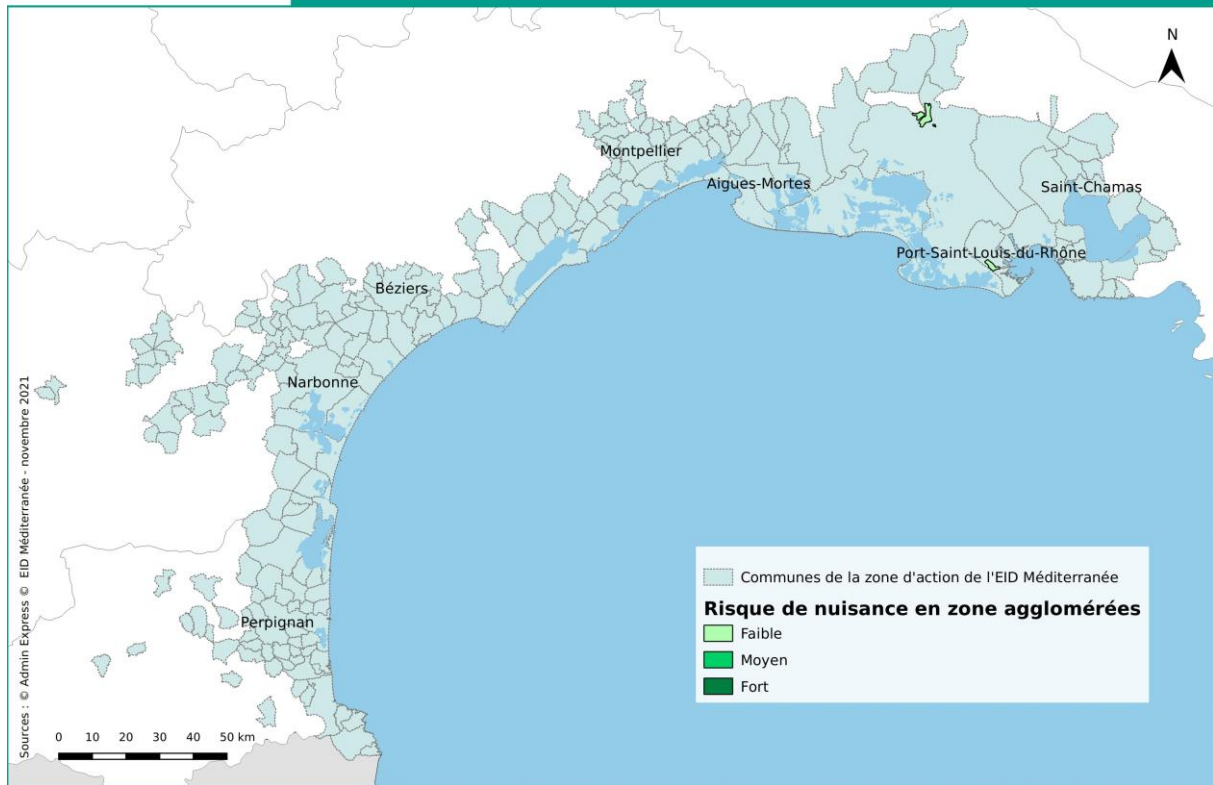 N
Montpellier
Aigues-Mortes
Saint-Chamas
Port-Saint-Louis-du-Rhône
Béziers
Narbonne
Perpignan
Sources : © Admin Express © EID Méditerranée - novembre 2021
Communes de la zone d'action de l'EID Méditerranée
Risque de nuisance en zone agglomérées
Faible
Moyen
Fort
0 10 20 30 40 50 km